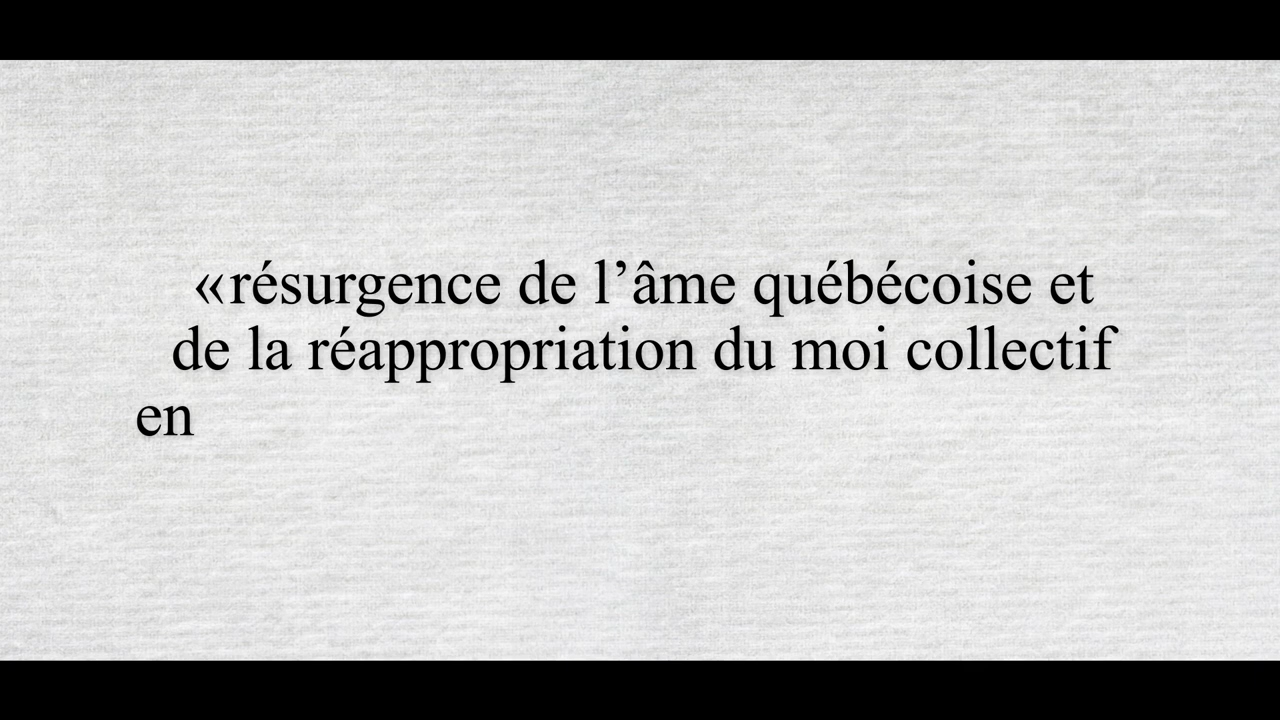 «résurgence de l’âme québécoise et
de la réappropriation du moi collectif
en